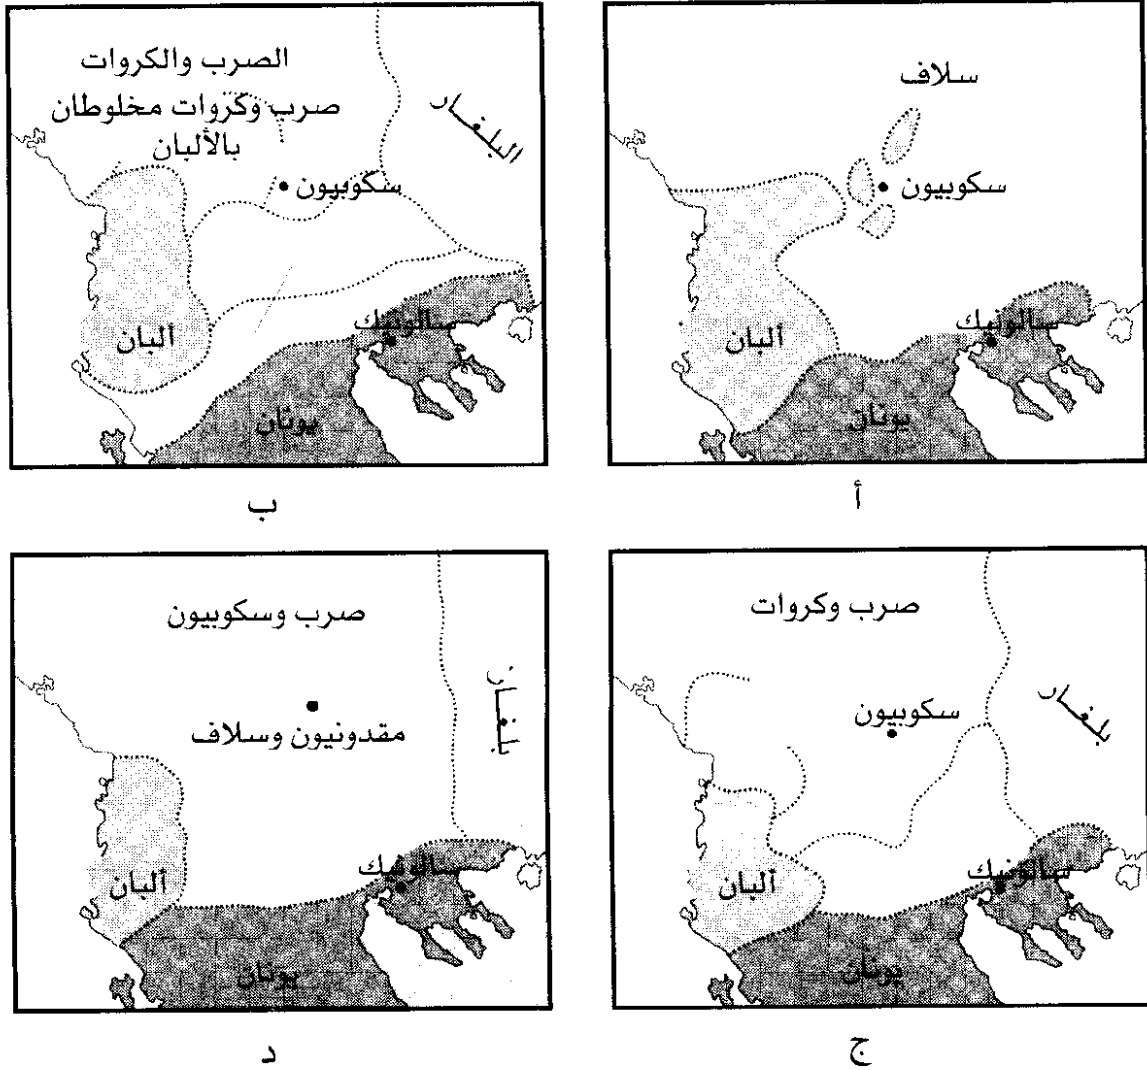 سلاف
سكوبيون
سالونيك
ألبان
يونان
أ
الصرب والكروات
صرب وكروات مخلوطان
بالألبان
البلغار
سكوبيون
سالونيك
ألبان
يونان
ب
صرب وكروات
بلغار
سكوبيون
سالونيك
ألبان
يونان
ج
صرب وسكوبيون
بلغار
مقدونيون وسلاف
سالونيك
ألبان
يونان
د